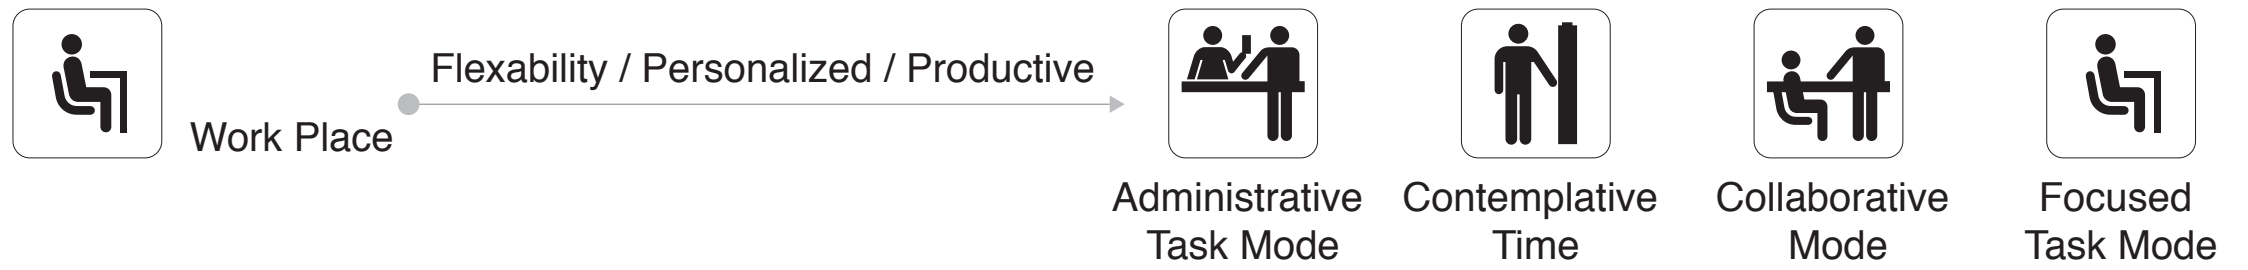 Flexability / Personalized / Productive
Work Place
Administrative
Task Mode
Contemplative
Time
Collaborative
Mode
Focused
Task Mode